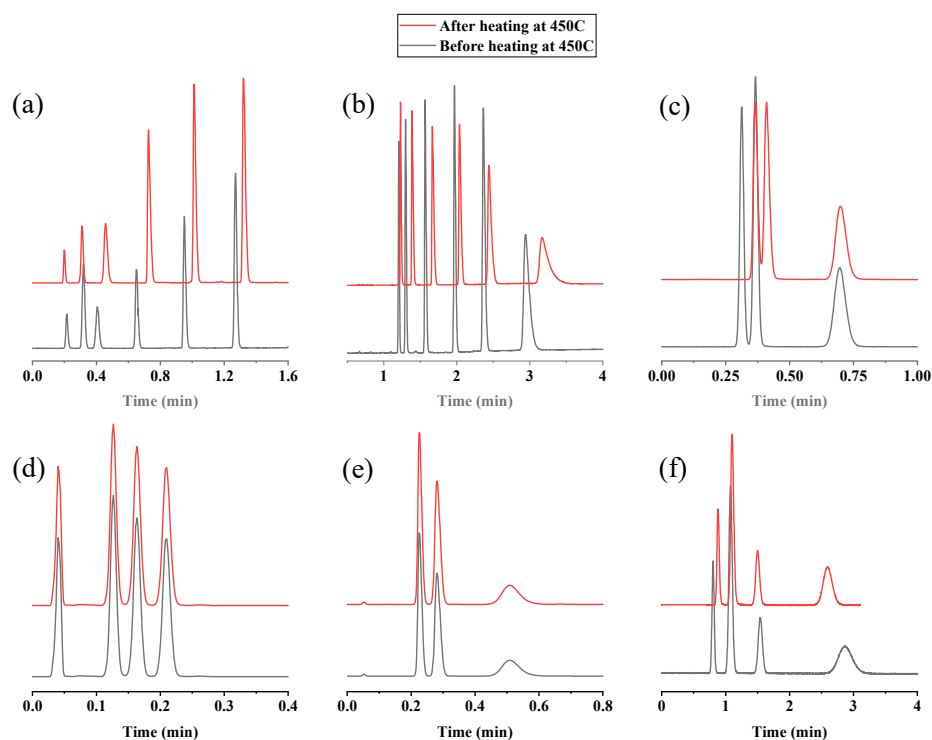 After heating at 450C
Before heating at 450C
(a)
(b)
(c)
0.0 0.4 0.8 1.2 1.6
1 2 3 4
0.00 0.25 0.50 0.75 1.00
Time (min)
Time (min)
Time (min)
(d)
(e)
(f)
0.0 0.1 0.2 0.3 0.4
0.0 0.2 0.4 0.6 0.8
0 1 2 3 4
Time (min)
Time (min)
Time (min)